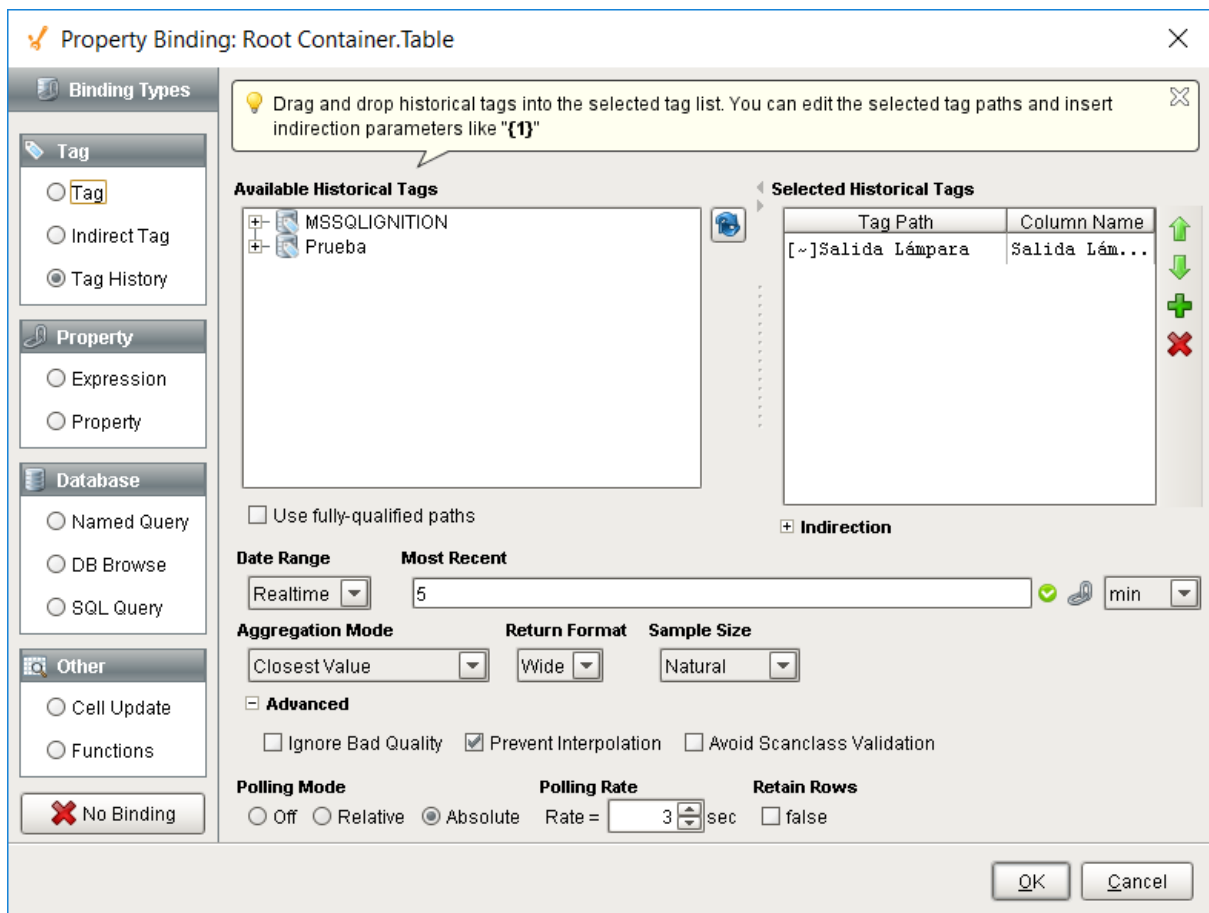 Property Binding: Root Container.Table
Binding Types
Tag
Tag
Indirect Tag
Tag History
Property
Expression
Property
Database
Named Query
DB Browse
SQL Query
Other
Cell Update
Functions
No Binding
Drag and drop historical tags into the selected tag list. You can edit the selected tag paths and insert
indirection parameters like "{1}"
Available Historical Tags
MSSQLIGNITION
Prueba
Use fully-qualified paths
Selected Historical Tags
Tag Path Column Name
[~]Salida Lámpara Salida Lám...
Indirection
Date Range Most Recent
Realtime 5 min
Aggregation Mode Return Format Sample Size
Closest Value Wide Natural
Advanced
Ignore Bad Quality Prevent Interpolation Avoid Scanclass Validation
Polling Mode Polling Rate Retain Rows
Off Relative Absolute Rate = 3 sec false
OK Cancel